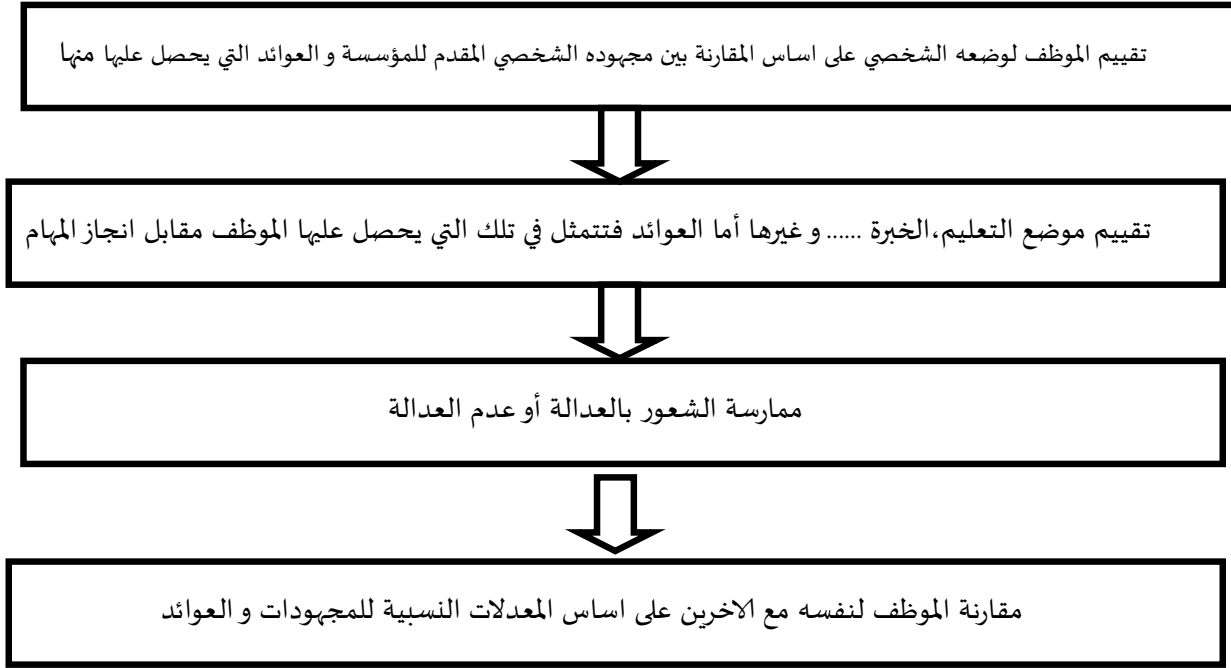 تقييم الموظف لوضعه الشخصي على اساس المقارنة بين مجهوده الشخصي المقدم للمؤسسة و العوائد التي يحصل عليها منها
تقييم موضع التعليم،الخبرة ...... و غيرها أما العوائد فتتمثل في تلك التي يحصل عليها الموظف مقابل انجاز المهام
ممارسة الشعور بالعدالة أو عدم العدالة
مقارنة الموظف لنفسه مع الاخرين على اساس المعدلات النسبية للمجهودات و العوائد